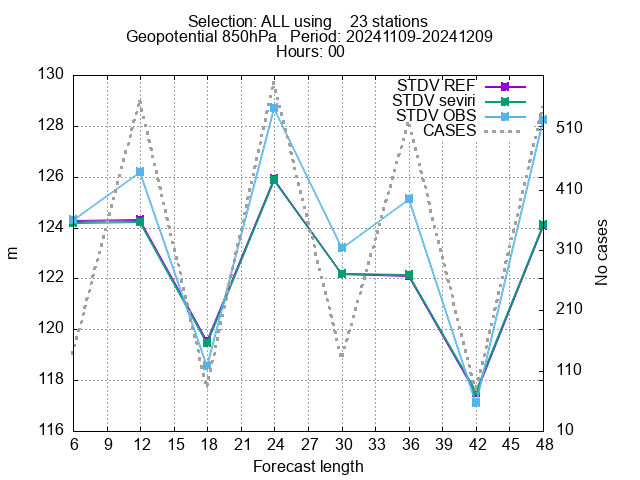 Selection: ALL using    23 stations
Geopotential 850hPa   Period: 20241109-20241209
Hours: 00
130
128
126
124
122
120
118
116
m
STDV REF
STDV seviri
STDV OBS
CASES
510
410
310
210
110
10
No cases
6 9 12 15 18 21 24 27 30 33 36 39 42 45 48
Forecast length